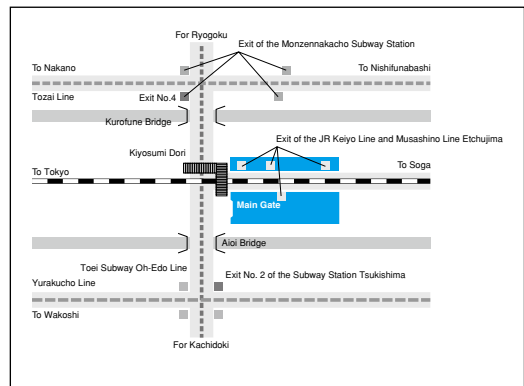 For Ryogoku
Exit of the Monzennakacho Subway Station
To Nakano
To Nishifunabashi
Tozai Line
Exit No.4
Kurofune Bridge
Exit of the JR Keiyo Line and Musashino Line Etchujima
Kiyosumi Dori
To Tokyo
To Soga
Main Gate
Aioi Bridge
Toei Subway Oh-Edo Line
Yurakucho Line
Exit No. 2 of the Subway Station Tsukishima
To Wakoshi
For Kachidoki